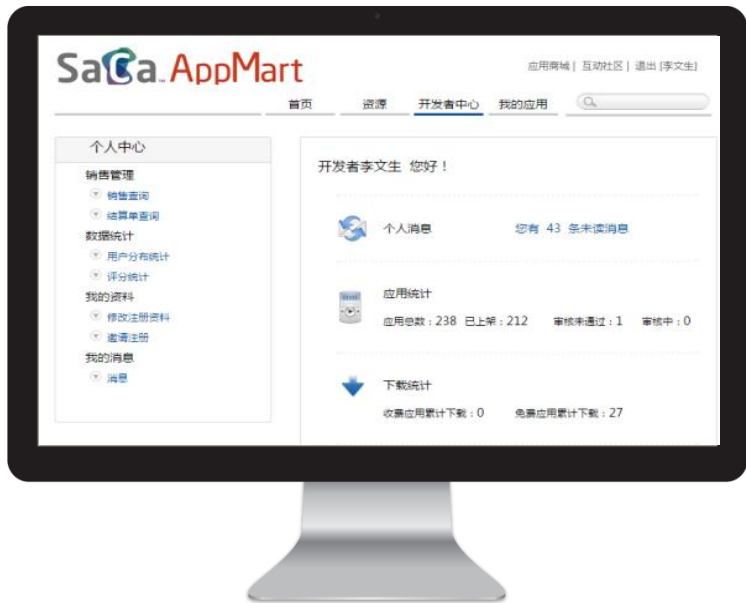 SaCa AppMart
应用商城 | 互动社区 | 退出 [李文生]
首页 资源 开发者中心 我的应用
个人中心
销售管理
销售查询
结算单查询
数据统计
用户分布统计
评分统计
我的资料
修改注册资料
邀请注册
我的消息
消息
开发者李文生 您好！
个人消息 您有 43 条未读消息
应用统计
应用总数：238 已上架：212 审核未通过：1 审核中：0
下载统计
收费应用累计下载：0 免费应用累计下载：27